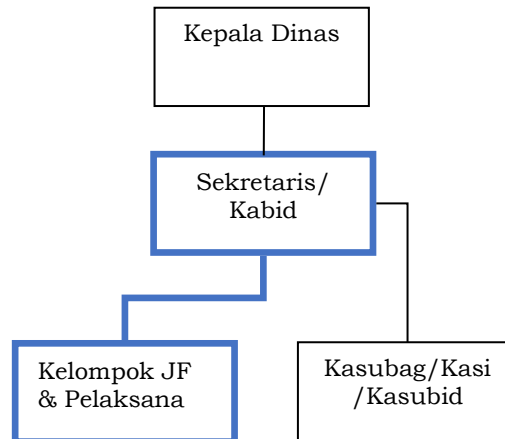 Kepala Dinas
Sekretaris/
Kabid
Kelompok JF
& Pelaksana
Kasubag/Kasi
/Kasubid